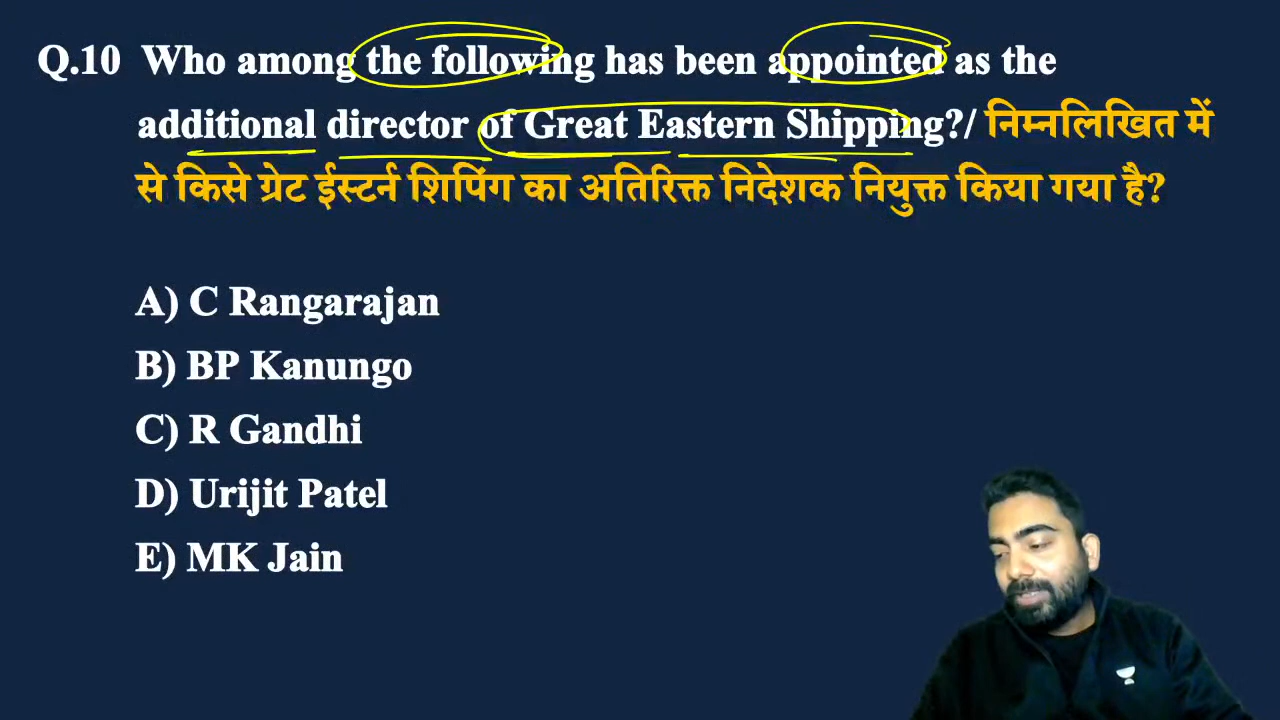 Q.10 Who among the following has been appointed as the
additional director of Great Eastern Shipping?/ निम्नलिखित में
से किसे ग्रेट ईस्टर्न शिपिंग का अतिरिक्त निदेशक नियुक्त किया गया है?
A) C Rangarajan
B) BP Kanungo
C) R Gandhi
D) Urijit Patel
E) MK Jain